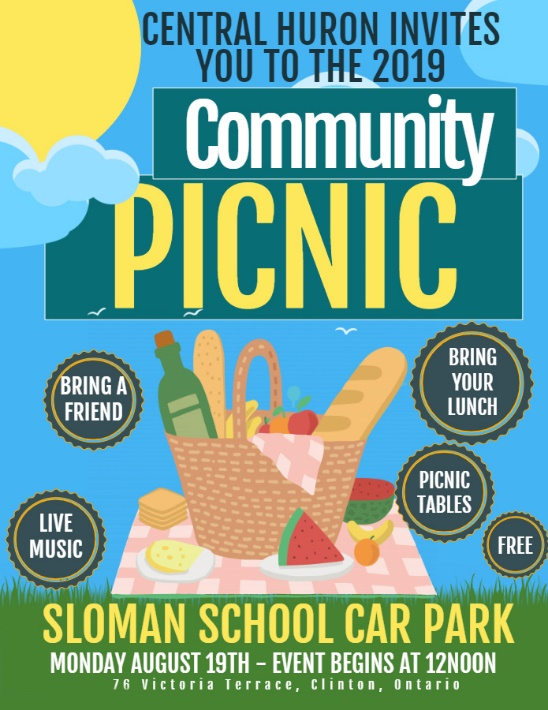 CENTRAL HURON INVITES
YOU TO THE 2019
Community
PICNIC
BRING A
FRIEND
BRING
YOUR
LUNCH
PICNIC
TABLES
LIVE
MUSIC
FREE
SLOMAN SCHOOL CAR PARK
MONDAY AUGUST 19TH - EVENT BEGINS AT 12NOON
76 Victoria Terrace, Clinton, Ontario